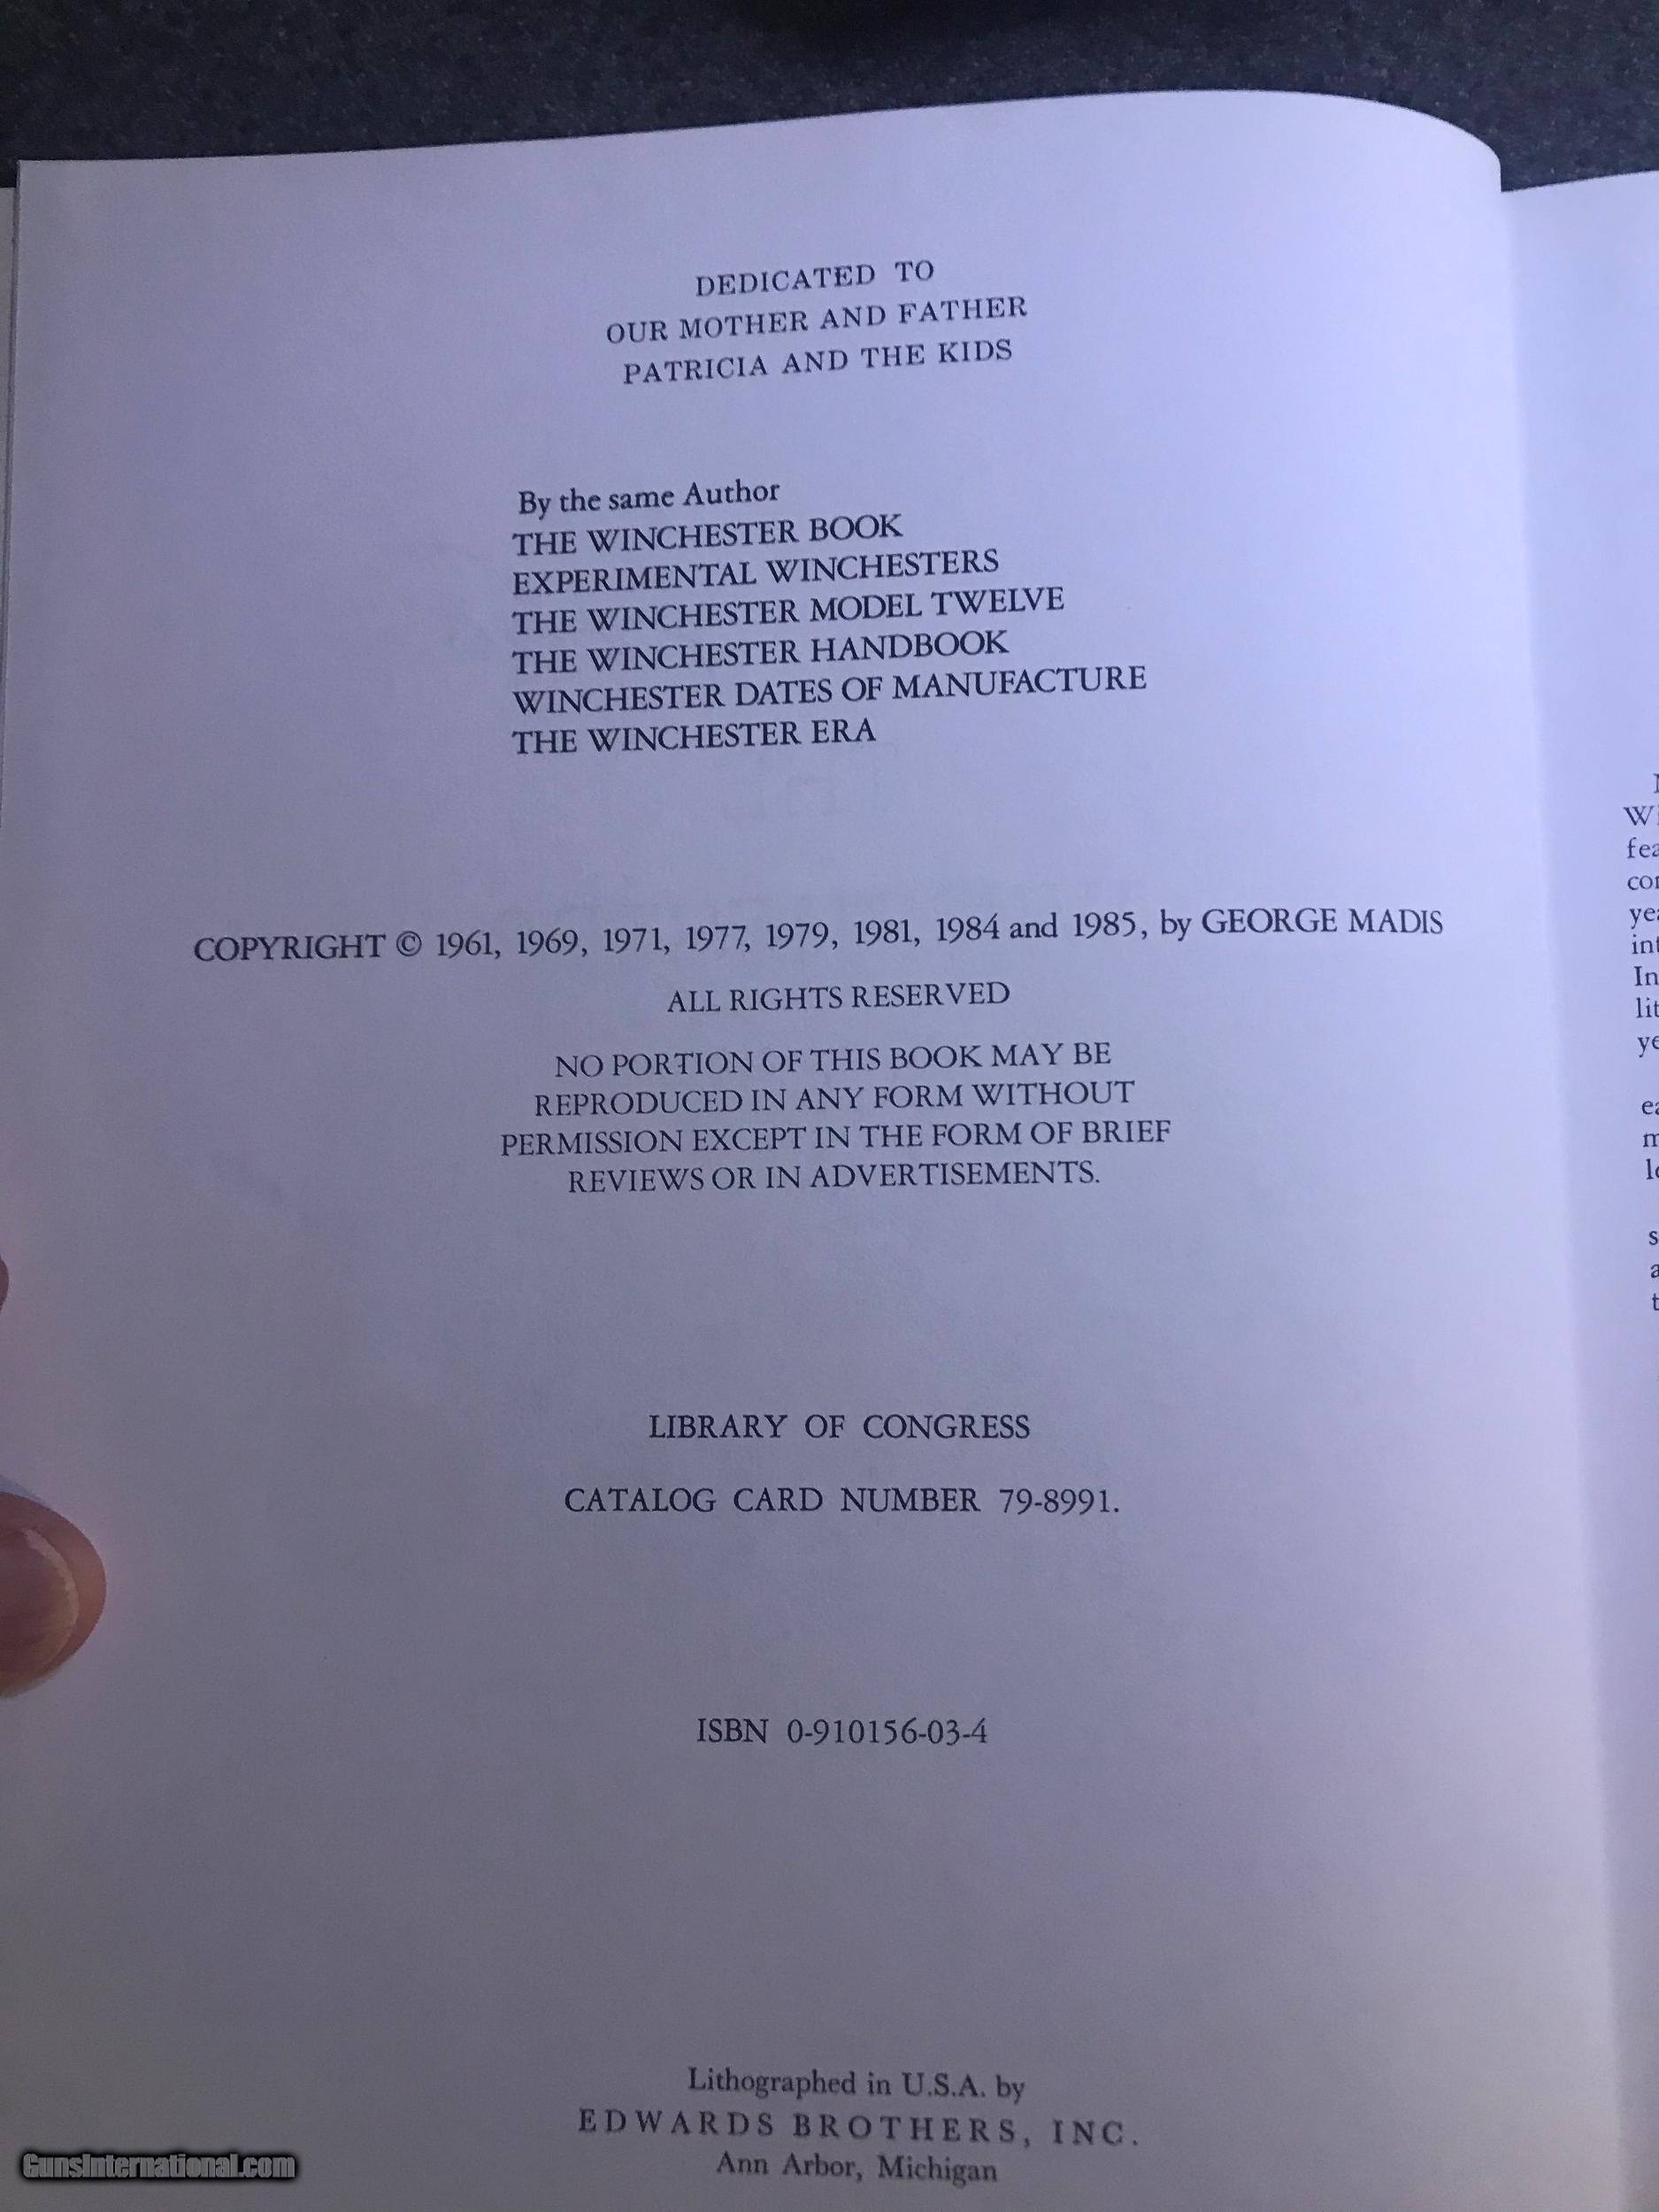 DEDICATED TO
OUR MOTHER AND FATHER
PATRICIA AND THE KIDS
By the same Author
THE WINCHESTER BOOK
EXPERIMENTAL WINCHESTERS
THE WINCHESTER MODEL TWELVE
THE WINCHESTER HANDBOOK
WINCHESTER DATES OF MANUFACTURE
THE WINCHESTER ERA
COPYRIGHT © 1961, 1969, 1971, 1977, 1979, 1981, 1984 and 1985, by GEORGE MADIS
ALL RIGHTS RESERVED
NO PORTION OF THIS BOOK MAY BE
REPRODUCED IN ANY FORM WITHOUT
PERMISSION EXCEPT IN THE FORM OF BRIEF
REVIEWS OR IN ADVERTISEMENTS.
LIBRARY OF CONGRESS
CATALOG CARD NUMBER 79-8991.
ISBN 0-910156-03-4
Lithographed in U.S.A. by
EDWARDS BROTHERS, INC.
Ann Arbor, Michigan
GunsInternational.com